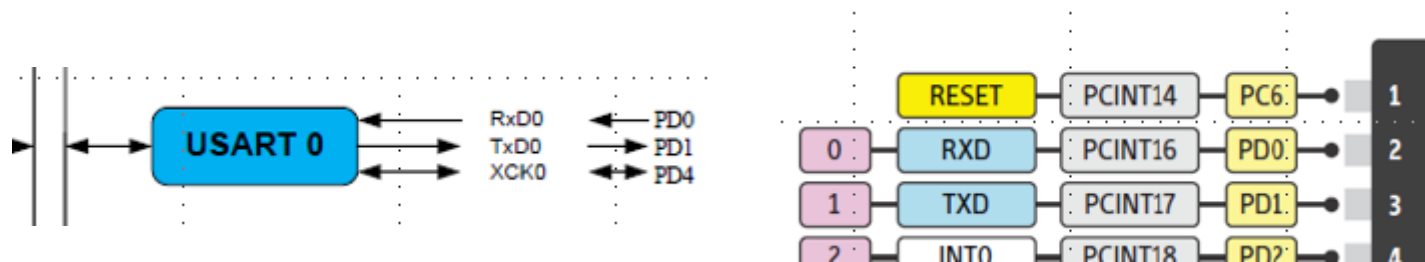 USART 0
RxD0 PD0
TxD0 PD1
XCK0 PD4
RESET PCINT14 PC6 1
0 RXD PCINT16 PD0 2
1 TXD PCINT17 PD1 3
2 INT0 PCINT18 PD2 4